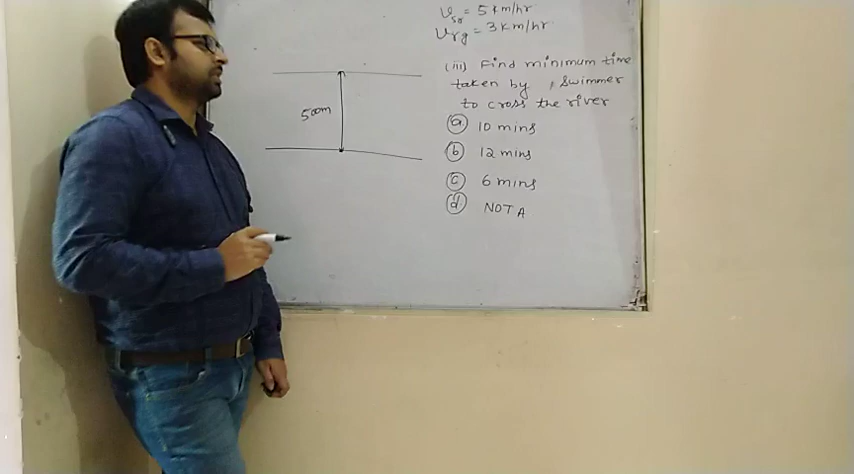 Vsr = 5 Km/hr
Vrg = 3 Km/hr
(iii) Find minimum time
taken by swimmer
to cross the river
500m
(a) 10 mins
(b) 12 mins
(c) 6 mins
(d) NOTA